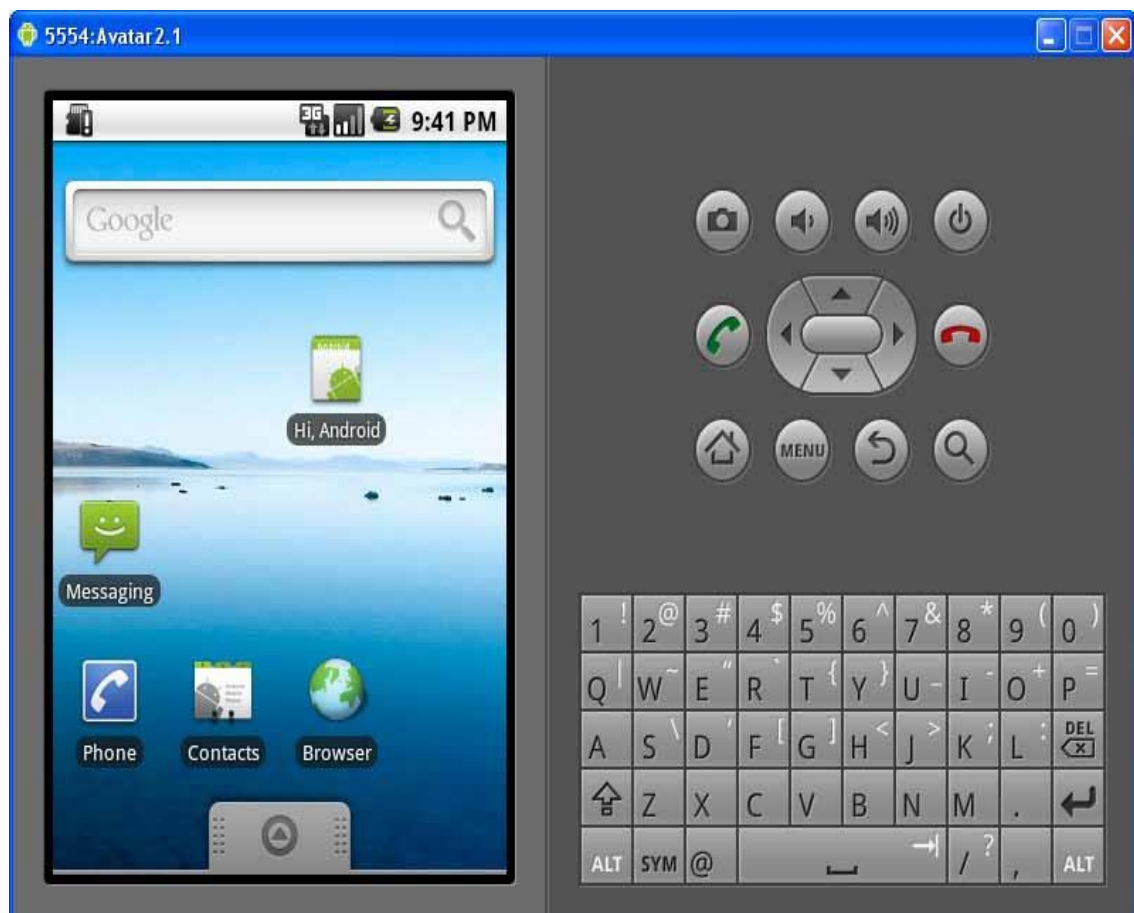 5554:Avatar2.1
3G 9:41 PM
Google
Hi, Android
Messaging
Phone Contacts Browser
MENU
1 ! 2 @ 3 # 4 $ 5 % 6 ^ 7 & 8 * 9 ( 0 )
Q | W ~ E " R ` T { Y } U _ I - O + P =
A S \ D ' F [ G ] H < J > K ; L : DEL
Z X C V B N M .
ALT SYM @ / ? , ALT